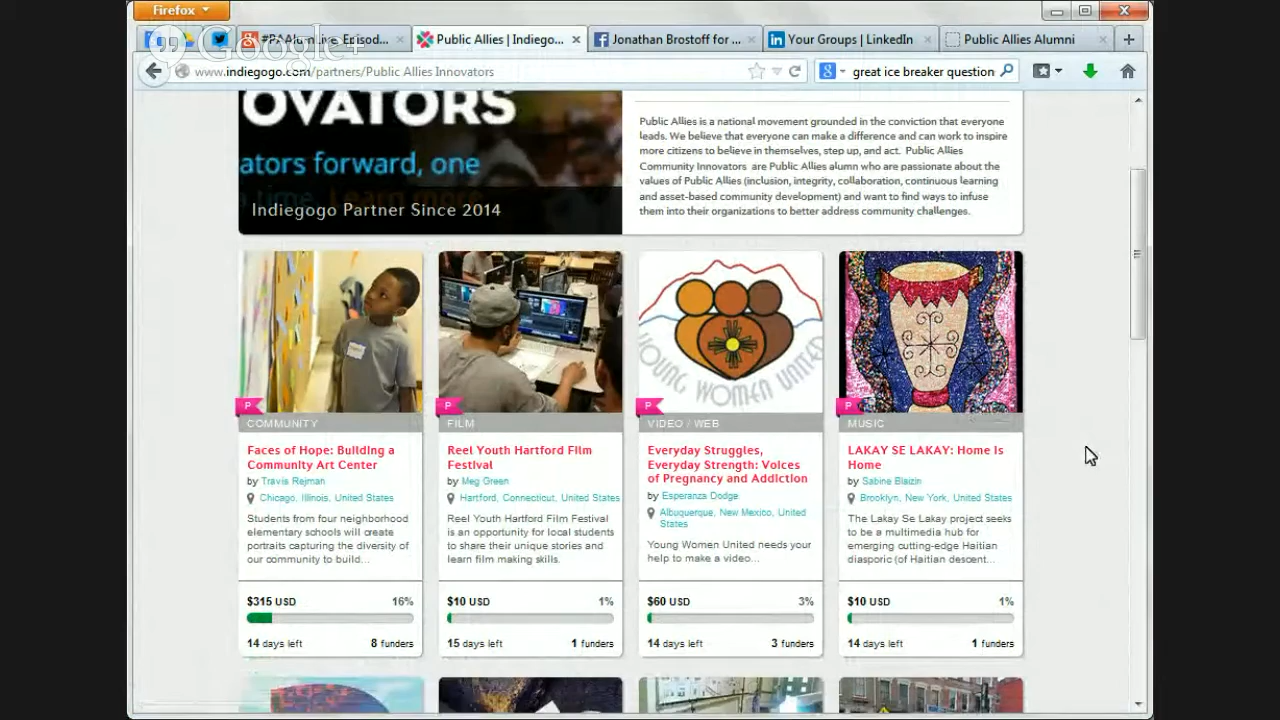 Firefox
#PAAlumLive, Episod...
Public Allies | Indiego...
Jonathan Brostoff for ...
Your Groups | LinkedIn
Public Allies Alumni
Google+
www.indiegogo.com/partners/Public Allies Innovators
great ice breaker question
OVATORS
ators forward, one
a time. Learn more
Indiegogo Partner Since 2014
Public Allies is a national movement grounded in the conviction that everyone
leads. We believe that everyone can make a difference and can work to inspire
more citizens to believe in themselves, step up, and act. Public Allies
Community Innovators are Public Allies alumn who are passionate about the
values of Public Allies (inclusion, integrity, collaboration, continuous learning
and asset-based community development) and want to find ways to infuse
them into their organizations to better address community challenges.
P
COMMUNITY
Faces of Hope: Building a
Community Art Center
by Travis Rejman
Chicago, Illinois, United States
Students from four neighborhood
elementary schools will create
portraits capturing the diversity of
our community to build...
$315 USD 16%
14 days left 8 funders
P
FILM
Reel Youth Hartford Film
Festival
by Meg Green
Hartford, Connecticut, United States
Reel Youth Hartford Film Festival
is an opportunity for local students
to share their unique stories and
learn film making skills.
$10 USD 1%
15 days left 1 funders
YOUNG WOMEN UNITED
P
VIDEO / WEB
Everyday Struggles,
Everyday Strength: Voices
of Pregnancy and Addiction
by Esperanza Dodge
Albuquerque, New Mexico, United
States
Young Women United needs your
help to make a video...
$60 USD 3%
14 days left 3 funders
P
MUSIC
LAKAY SE LAKAY: Home Is
Home
by Sabine Blaizin
Brooklyn, New York, United States
The Lakay Se Lakay project seeks
to be a multimedia hub for
emerging cutting-edge Haitian
diasporic (of Haitian descent...
$10 USD 1%
14 days left 1 funders